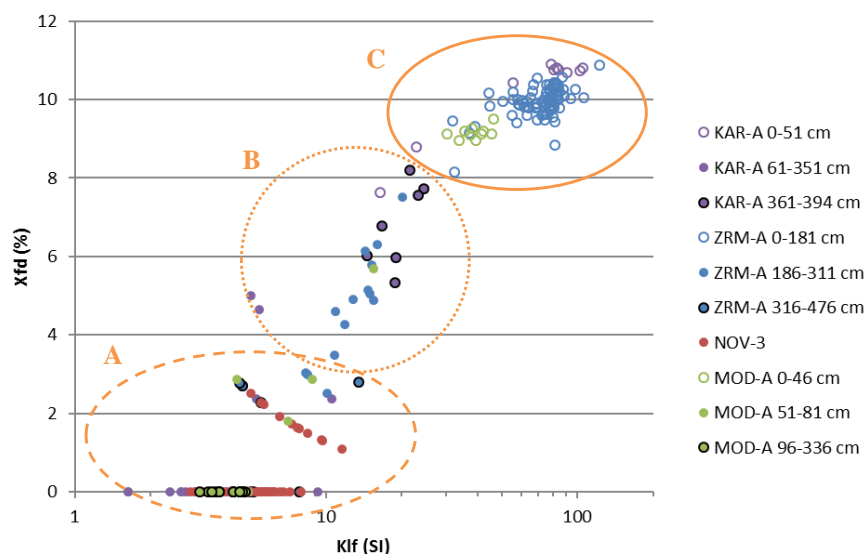 12
10
8
6
4
2
0
Xfd (%)
C
B
A
1
10
100
Klf (SI)
KAR-A 0-51 cm
KAR-A 61-351 cm
KAR-A 361-394 cm
ZRM-A 0-181 cm
ZRM-A 186-311 cm
ZRM-A 316-476 cm
NOV-3
MOD-A 0-46 cm
MOD-A 51-81 cm
MOD-A 96-336 cm